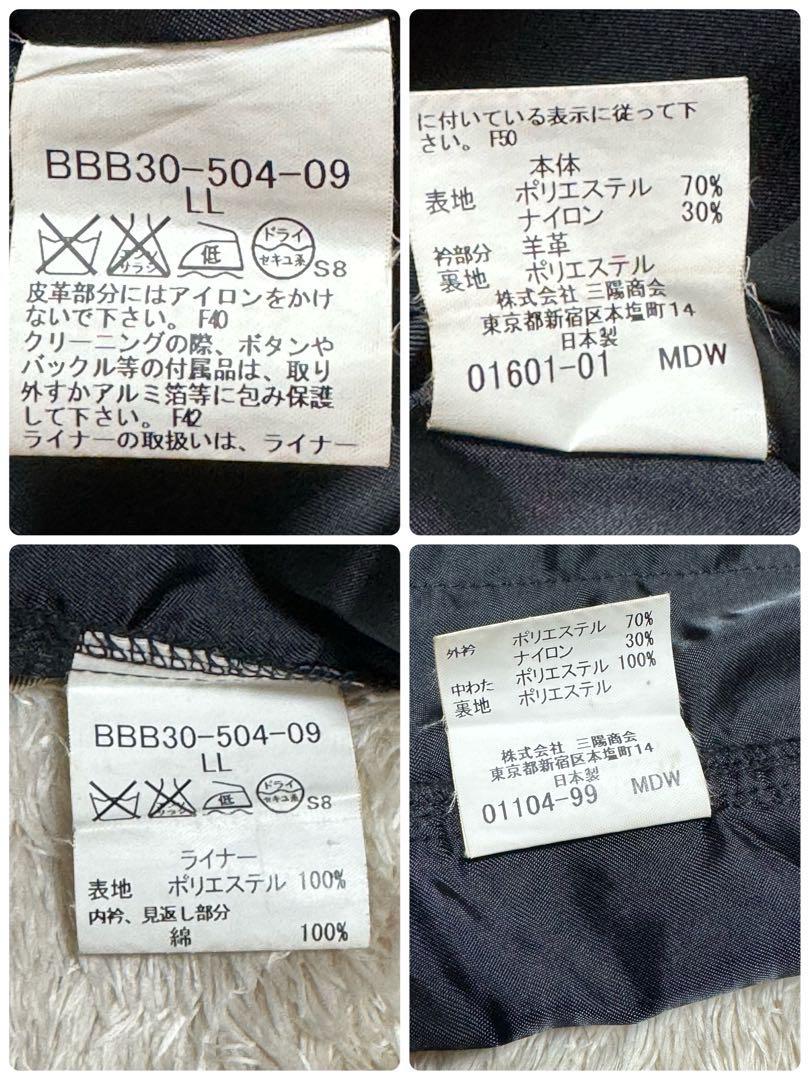 BBB30-504-09
LL
エンソ
サラシ
低
ドライ
セキユ系
S8
皮革部分にはアイロンをかけ
ないで下さい。 F40
クリーニングの際、ボタンや
バックル等の付属品は、取り
外すかアルミ箔等に包み保護
して下さい。 F42
ライナーの取扱いは、ライナー
に付いている表示に従って下
さい。 F50
本体
表地 ポリエステル 70%
ナイロン 30%
衿部分 羊革
裏地 ポリエステル
株式会社 三陽商会
東京都新宿区本塩町14
日本製
01601-01 MDW
BBB30-504-09
LL
低
ドライ
セキユ系
S8
ライナー
表地 ポリエステル 100%
内衿、見返し部分
綿 100%
外衿 ポリエステル 70%
ナイロン 30%
中わた ポリエステル 100%
裏地 ポリエステル
株式会社 三陽商会
東京都新宿区本塩町14
日本製
01104-99 MDW